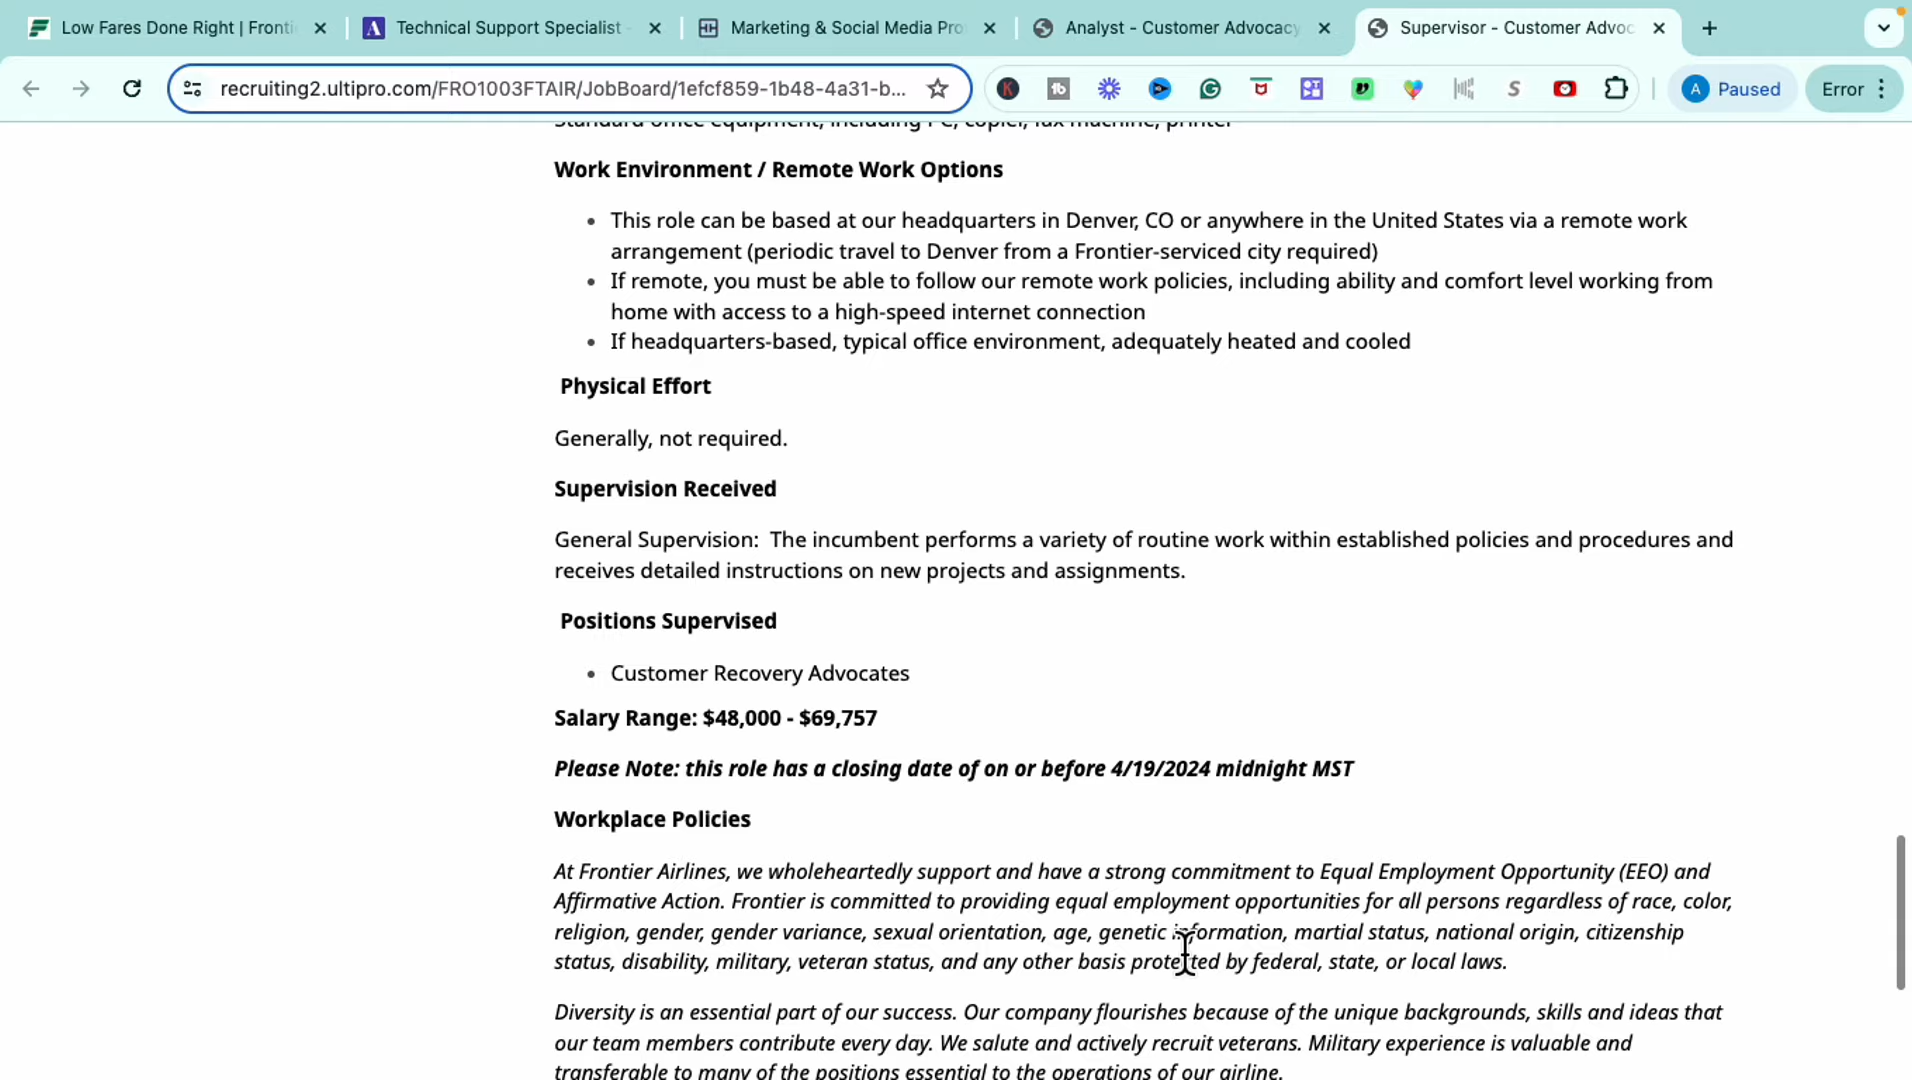 Low Fares Done Right | Fronti
Technical Support Specialist -
Marketing & Social Media Pro
Analyst - Customer Advocacy
Supervisor - Customer Advoc
recruiting2.ultipro.com/FRO1003FTAIR/JobBoard/1efcf859-1b48-4a31-b...
A Paused
Error
Standard office equipment, including PC, copier, fax machine, printer
Work Environment / Remote Work Options
• This role can be based at our headquarters in Denver, CO or anywhere in the United States via a remote work
arrangement (periodic travel to Denver from a Frontier-serviced city required)
• If remote, you must be able to follow our remote work policies, including ability and comfort level working from
home with access to a high-speed internet connection
• If headquarters-based, typical office environment, adequately heated and cooled
Physical Effort
Generally, not required.
Supervision Received
General Supervision: The incumbent performs a variety of routine work within established policies and procedures and
receives detailed instructions on new projects and assignments.
Positions Supervised
• Customer Recovery Advocates
Salary Range: $48,000 - $69,757
Please Note: this role has a closing date of on or before 4/19/2024 midnight MST
Workplace Policies
At Frontier Airlines, we wholeheartedly support and have a strong commitment to Equal Employment Opportunity (EEO) and
Affirmative Action. Frontier is committed to providing equal employment opportunities for all persons regardless of race, color,
religion, gender, gender variance, sexual orientation, age, genetic information, martial status, national origin, citizenship
status, disability, military, veteran status, and any other basis protected by federal, state, or local laws.
Diversity is an essential part of our success. Our company flourishes because of the unique backgrounds, skills and ideas that
our team members contribute every day. We salute and actively recruit veterans. Military experience is valuable and
transferable to many of the positions essential to the operations of our airline.